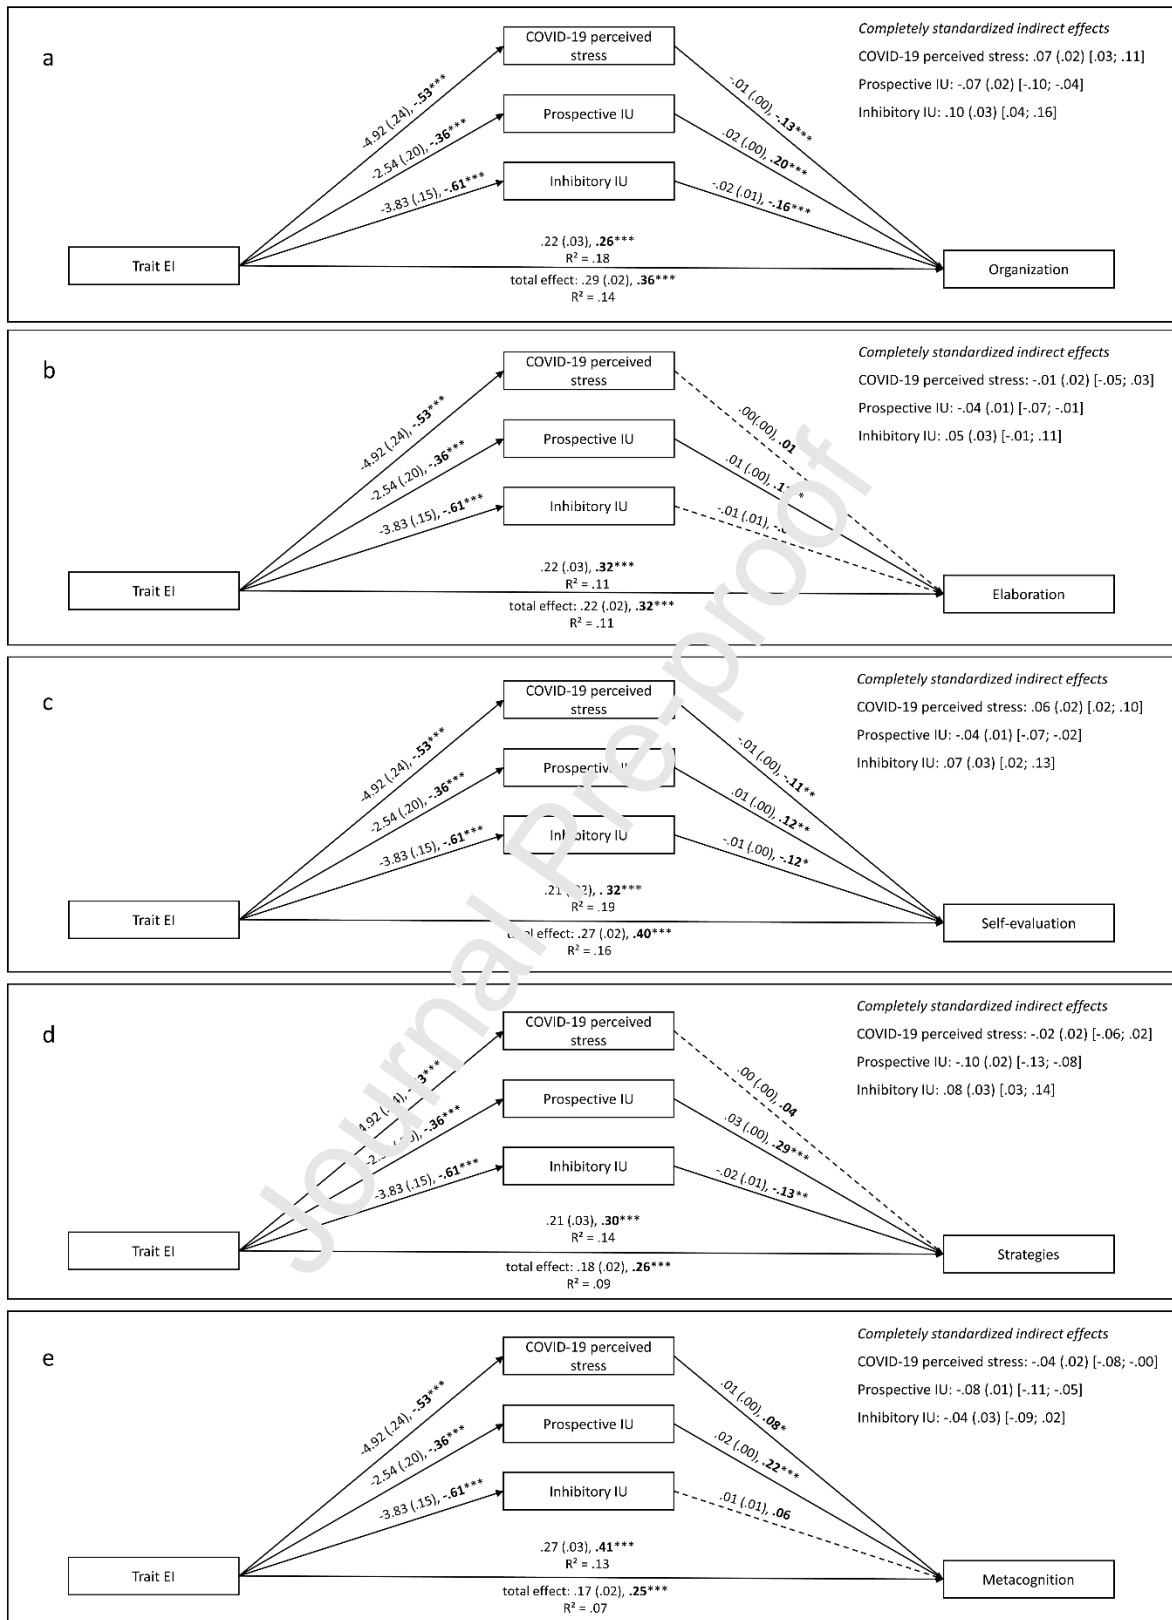 a
COVID-19 perceived
stress
Prospective IU
Inhibitory IU
Trait EI
Organization
-4.92 (.24), -.53***
-2.54 (.20), -.36***
-3.83 (.15), -.61***
-.01 (.00), -.13***
.02 (.00), .20***
-.02 (.01), -.16***
.22 (.03), .26***
R² = .18
total effect: .29 (.02), .36***
R² = .14
Completely standardized indirect effects
COVID-19 perceived stress: .07 (.02) [.03; .11]
Prospective IU: -.07 (.02) [-.10; -.04]
Inhibitory IU: .10 (.03) [.04; .16]
b
COVID-19 perceived
stress
Prospective IU
Inhibitory IU
Trait EI
Elaboration
-4.92 (.24), -.53***
-2.54 (.20), -.36***
-3.83 (.15), -.61***
.00(.00), .01
.01 (.00),
-.01 (.01),
.22 (.03), .32***
R² = .11
total effect: .22 (.02), .32***
R² = .11
Completely standardized indirect effects
COVID-19 perceived stress: -.01 (.02) [-.05; .03]
Prospective IU: -.04 (.01) [-.07; -.01]
Inhibitory IU: .05 (.03) [-.01; .11]
c
COVID-19 perceived
stress
Prospective IU
Inhibitory IU
Trait EI
Self-evaluation
-4.92 (.24), -.53***
-2.54 (.20), -.36***
-3.83 (.15), -.61***
-.01 (.00), -.11**
.01 (.00), .12**
-.01 (.00), -.12*
.21 .32***
R² = .19
total effect: .27 (.02), .40***
R² = .16
Completely standardized indirect effects
COVID-19 perceived stress: .06 (.02) [.02; .10]
Prospective IU: -.04 (.01) [-.07; -.02]
Inhibitory IU: .07 (.03) [.02; .13]
d
COVID-19 perceived
stress
Prospective IU
Inhibitory IU
Trait EI
Strategies
-.36***
-3.83 (.15), -.61***
.00 (.00), .04
.03 (.00), .29***
-.02 (.01), -.13**
.21 (.03), .30***
R² = .14
total effect: .18 (.02), .26***
R² = .09
Completely standardized indirect effects
COVID-19 perceived stress: -.02 (.02) [-.06; .02]
Prospective IU: -.10 (.02) [-.13; -.08]
Inhibitory IU: .08 (.03) [.03; .14]
e
COVID-19 perceived
stress
Prospective IU
Inhibitory IU
Trait EI
Metacognition
-4.92 (.24), -.53***
-2.54 (.20), -.36***
-3.83 (.15), -.61***
.01 (.00), .08*
.02 (.00), .22***
.01 (.01), .06
.27 (.03), .41***
R² = .13
total effect: .17 (.02), .25***
R² = .07
Completely standardized indirect effects
COVID-19 perceived stress: -.04 (.02) [-.08; -.00]
Prospective IU: -.08 (.01) [-.11; -.05]
Inhibitory IU: -.04 (.03) [-.09; .02]
Journal Pre-proof